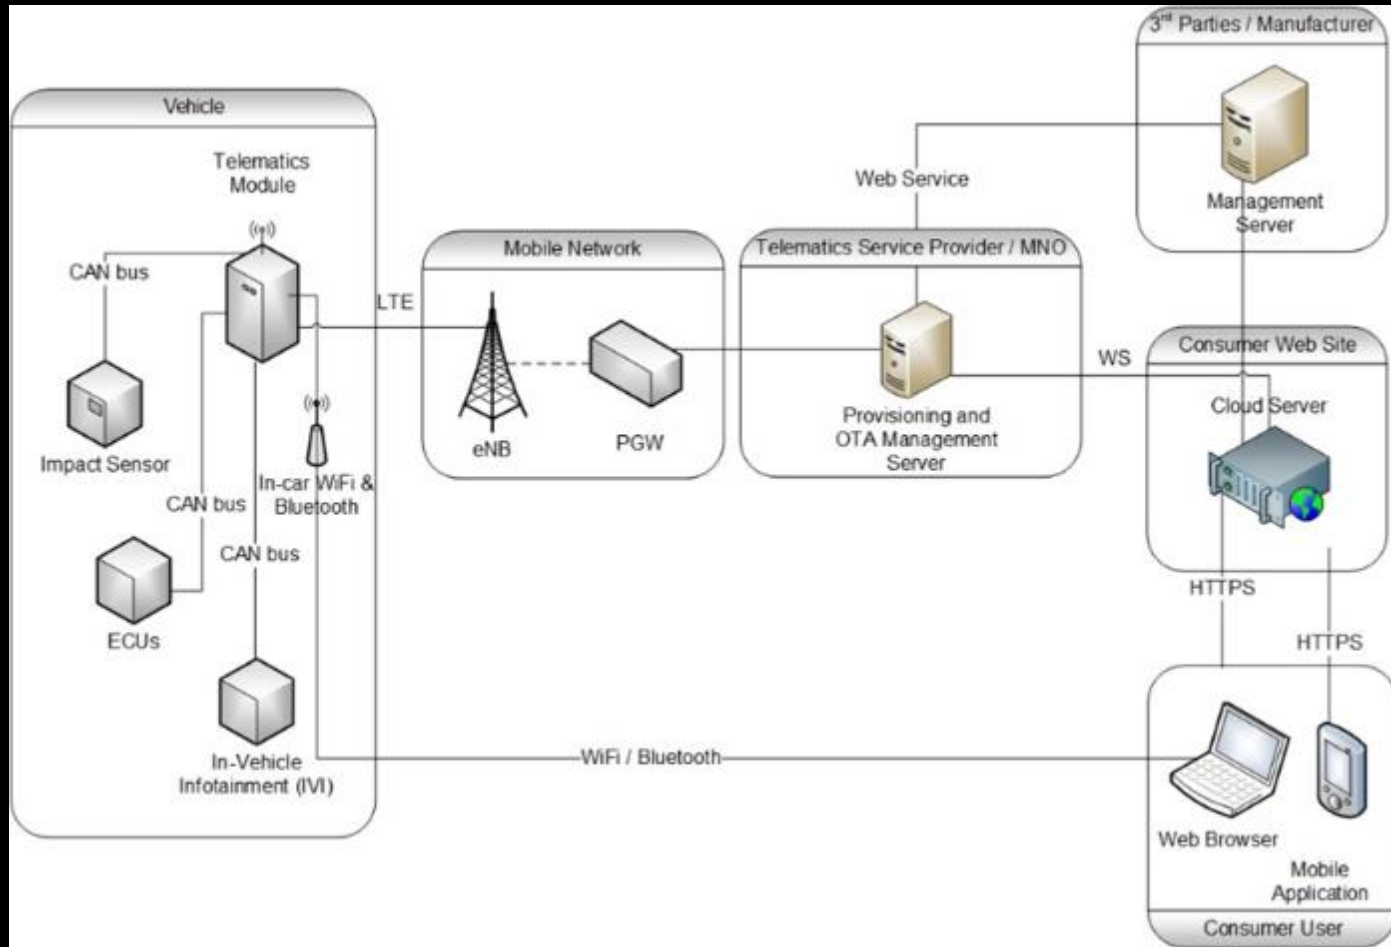 3rd Parties / Manufacturer
Management
Server
Vehicle
Telematics
Module
CAN bus
Impact Sensor
CAN bus
ECUs
CAN bus
In-car WiFi &
Bluetooth
In-Vehicle
Infotainment (IVI)
LTE
Mobile Network
eNB
PGW
Web Service
Telematics Service Provider / MNO
Provisioning and
OTA Management
Server
WS
Consumer Web Site
Cloud Server
HTTPS
HTTPS
WiFi / Bluetooth
Web Browser
Mobile
Application
Consumer User